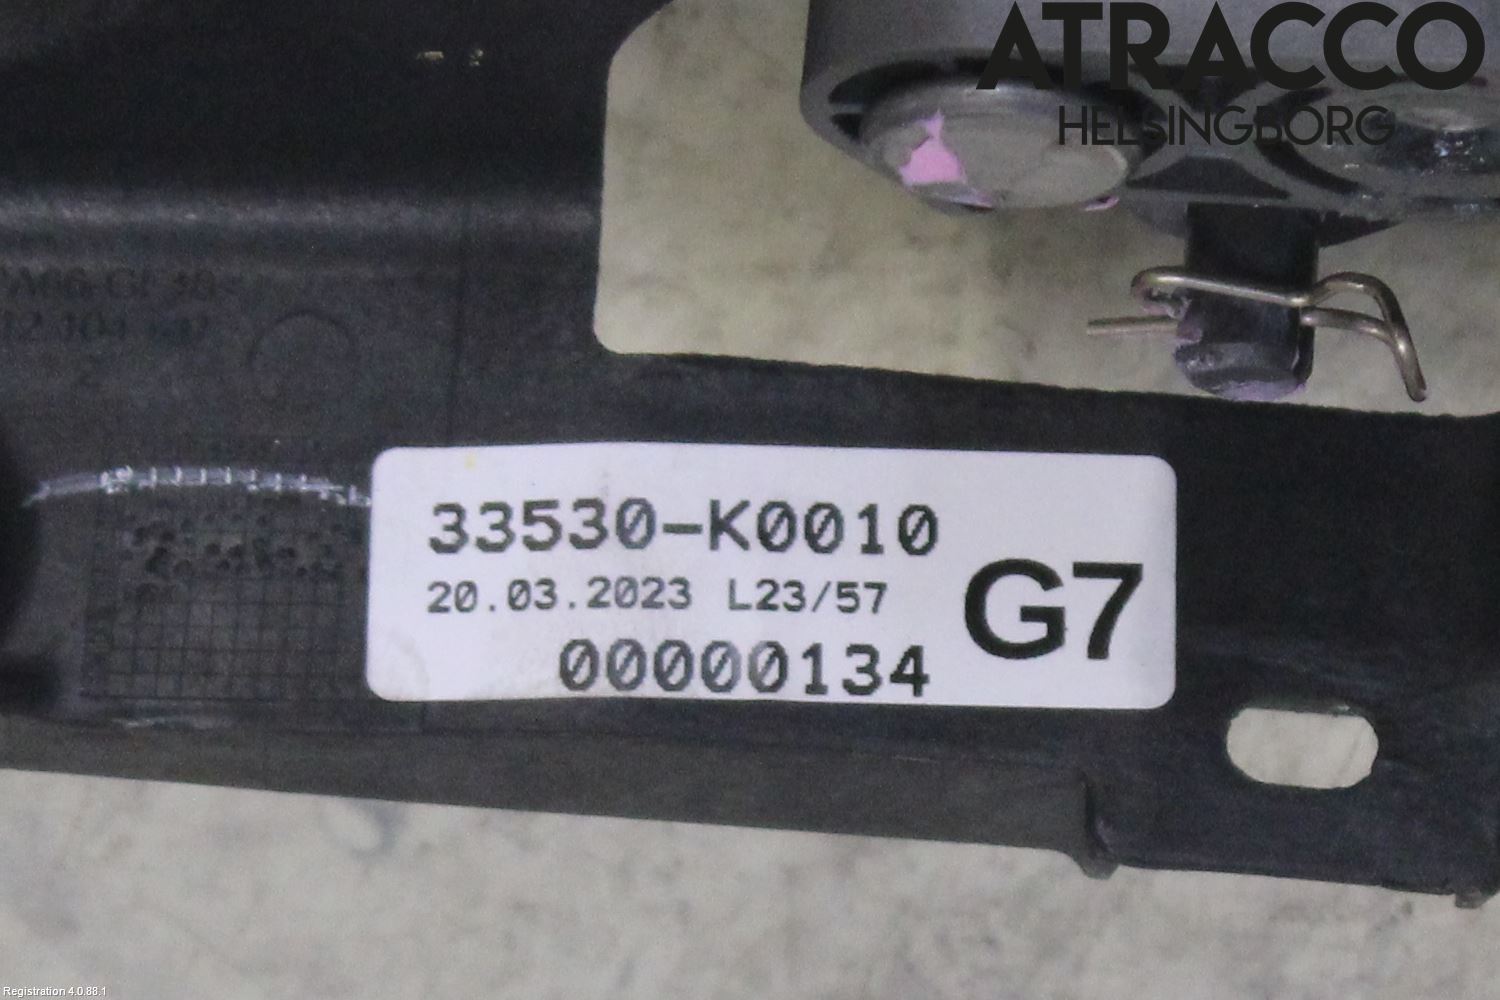 ATRACCO
HELSINGBORG
33530-K0010
20.03.2023 L23/57
G7
00000134
Registration 4.0.88.1